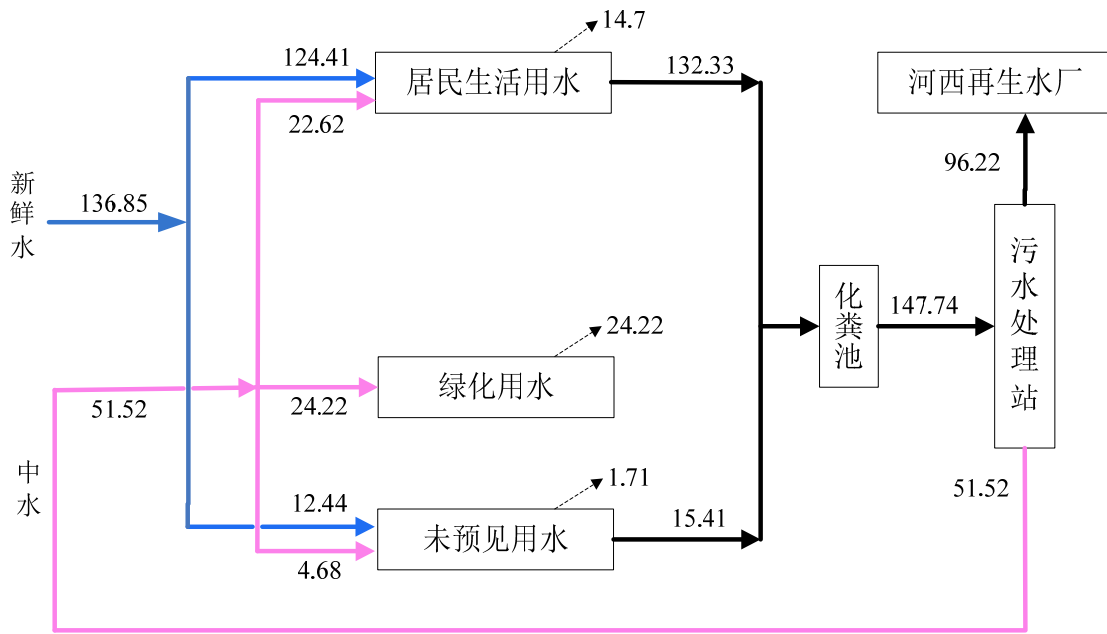 14.7
124.41
居民生活用水
132.33
河西再生水厂
22.62
96.22
新鲜水
136.85
污水处理站
化粪池
147.74
24.22
绿化用水
51.52
24.22
中水
1.71
51.52
12.44
未预见用水
15.41
4.68